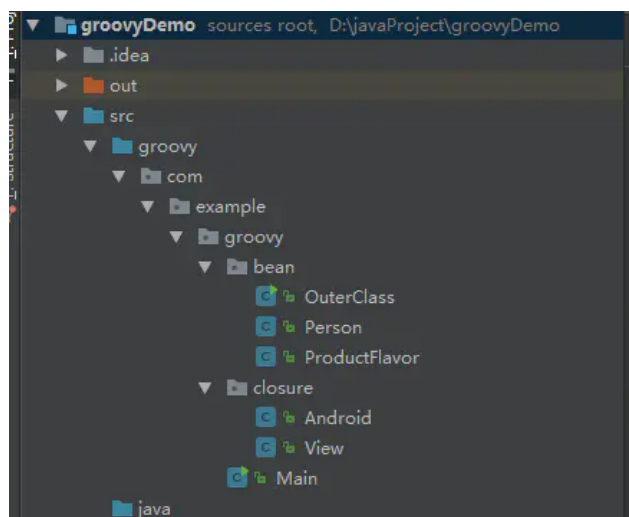 groovyDemo sources root, D:\javaProject\groovyDemo
.idea
out
src
groovy
com
example
groovy
bean
OuterClass
Person
ProductFlavor
closure
Android
View
Main
java